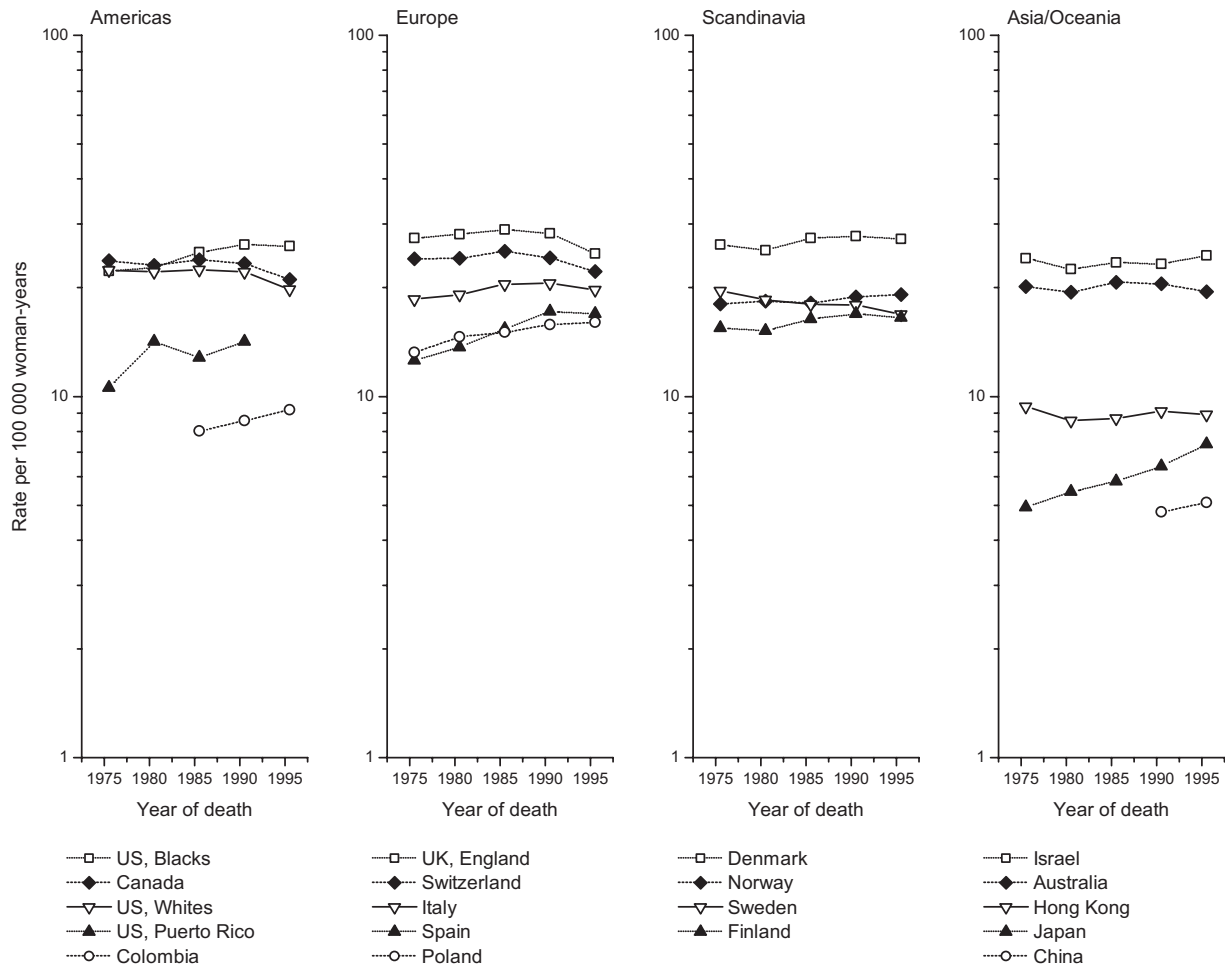 Americas
Europe
Scandinavia
Asia/Oceania
Rate per 100 000 woman-years
100
10
1
1975 1980 1985 1990 1995
Year of death
100
10
1
1975 1980 1985 1990 1995
Year of death
100
10
1
1975 1980 1985 1990 1995
Year of death
100
10
1
1975 1980 1985 1990 1995
Year of death
US, Blacks
Canada
US, Whites
US, Puerto Rico
Colombia
UK, England
Switzerland
Italy
Spain
Poland
Denmark
Norway
Sweden
Finland
Israel
Australia
Hong Kong
Japan
China